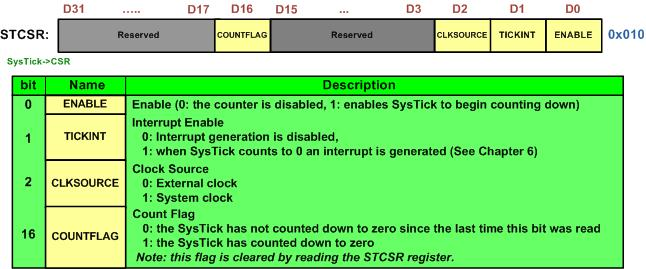 D31 ..... D17 D16 D15 ... D3 D2 D1 D0
STCSR: Reserved COUNTFLAG Reserved CLKSOURCE TICKINT ENABLE 0x010
SysTick->CSR
bit Name Description
0 ENABLE Enable (0: the counter is disabled, 1: enables SysTick to begin counting down)
1 TICKINT Interrupt Enable
0: Interrupt generation is disabled,
1: when SysTick counts to 0 an interrupt is generated (See Chapter 6)
2 CLKSOURCE Clock Source
0: External clock
1: System clock
16 COUNTFLAG Count Flag
0: the SysTick has not counted down to zero since the last time this bit was read
1: the SysTick has counted down to zero
Note: this flag is cleared by reading the STCSR register.